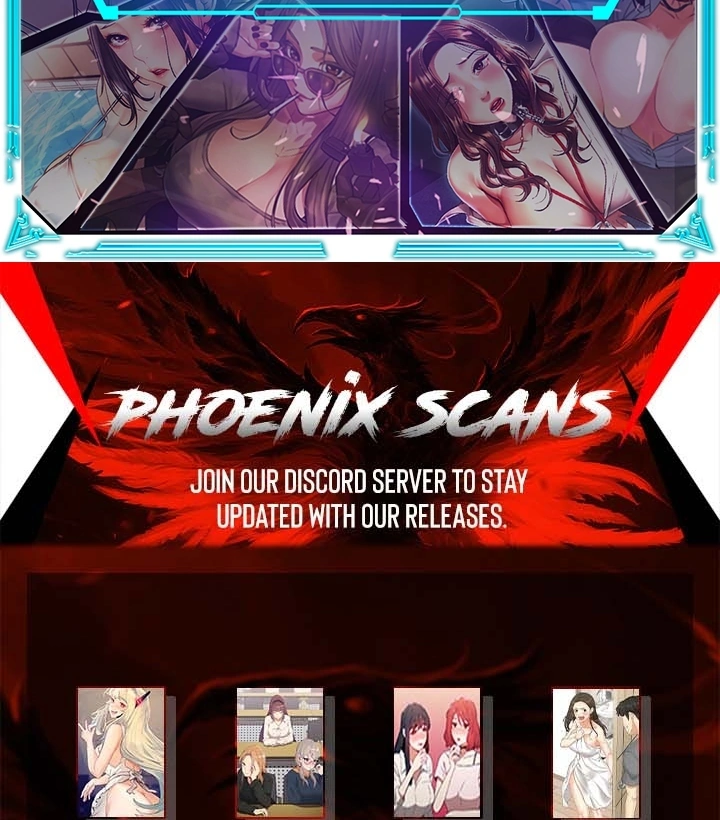 PHOENIX SCANS
JOIN OUR DISCORD SERVER TO STAY
UPDATED WITH OUR RELEASES.